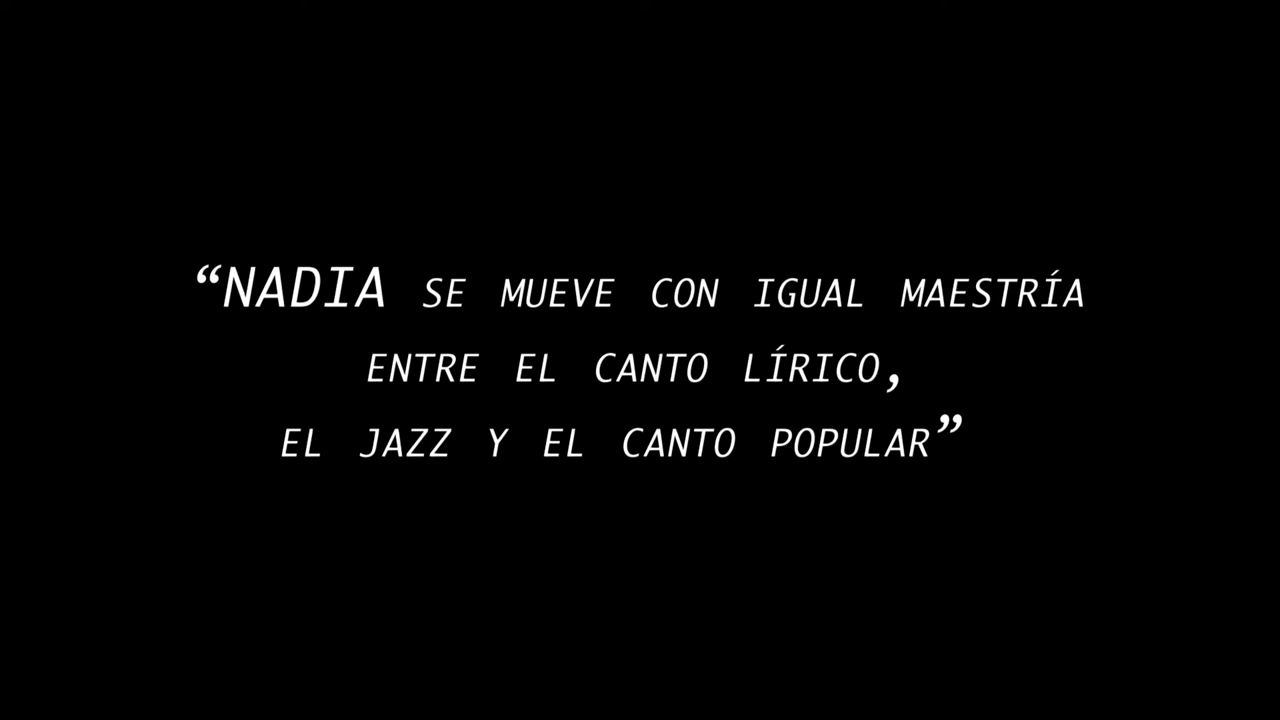 “NADIA SE MUEVE CON IGUAL MAESTRÍA
ENTRE EL CANTO LÍRICO,
EL JAZZ Y EL CANTO POPULAR”